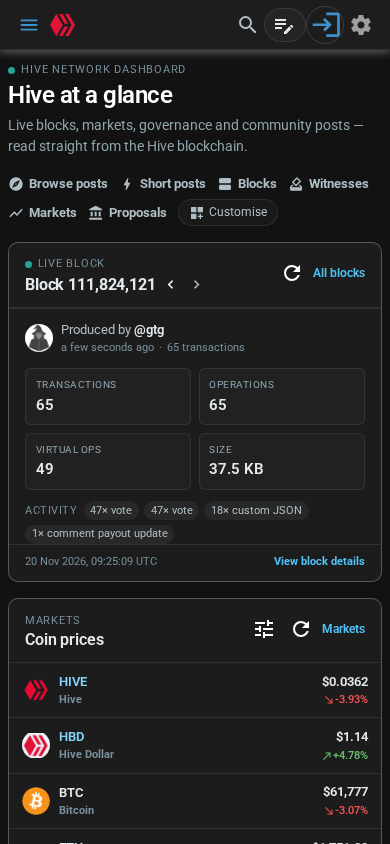 HIVE NETWORK DASHBOARD
Hive at a glance
Live blocks, markets, governance and community posts —
read straight from the Hive blockchain.
Browse posts Short posts Blocks Witnesses
Markets Proposals Customise
LIVE BLOCK
Block 111,824,121
All blocks
Produced by @gtg
a few seconds ago · 65 transactions
TRANSACTIONS OPERATIONS
65 65
VIRTUAL OPS SIZE
49 37.5 KB
ACTIVITY 47× vote 47× vote 18× custom JSON
1× comment payout update
20 Nov 2026, 09:25:09 UTC View block details
MARKETS
Coin prices
Markets
HIVE $0.0362
Hive ↘-3.93%
HBD $1.14
Hive Dollar ↗+4.78%
BTC $61,777
Bitcoin ↘-3.07%